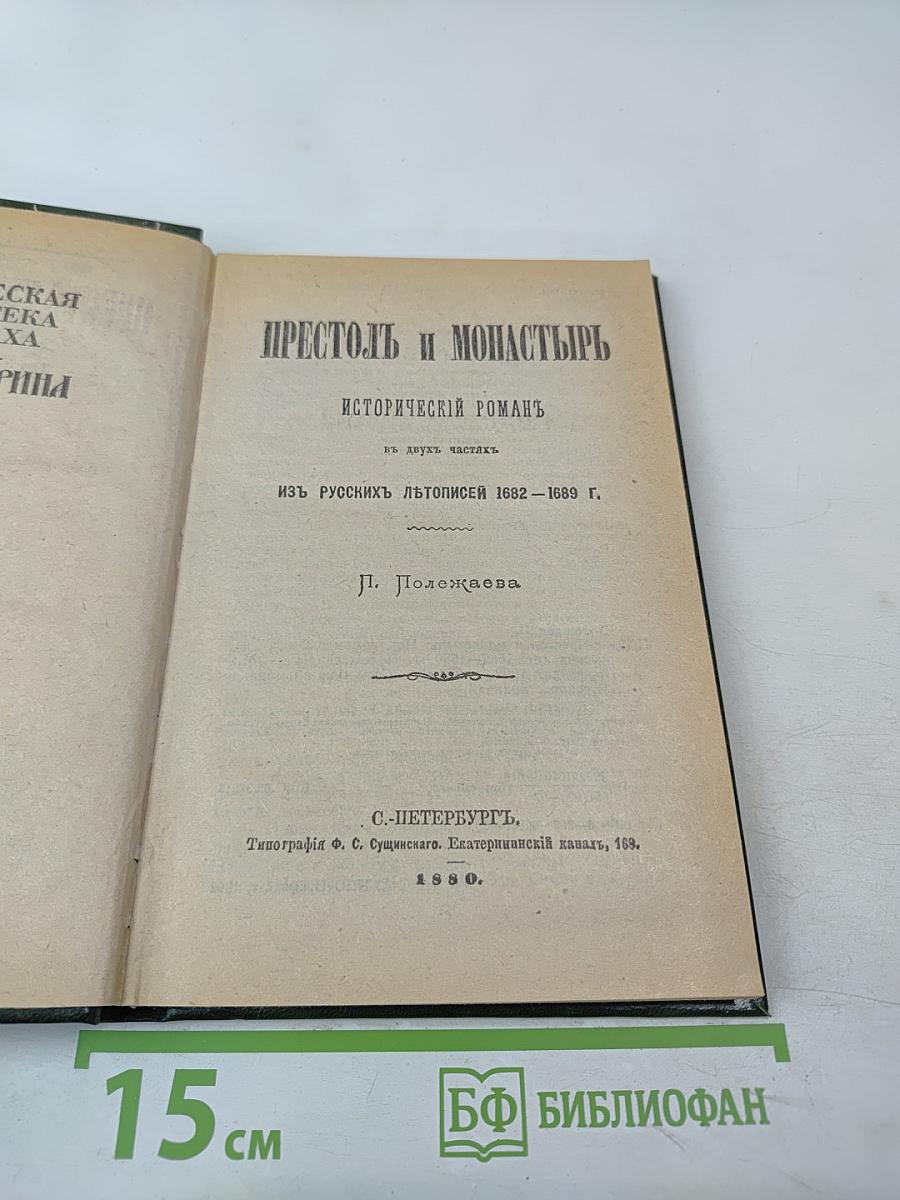 ЕСКАЯ
ТЕКА
ХА
РИНА
ПРЕСТОЛЪ и МОНАСТЫРЬ
ИСТОРИЧЕСКІЙ РОМАНЪ
въ двухъ частяхъ
ИЗЪ РУССКИХЪ ЛѢТОПИСЕЙ 1682—1689 Г.
П. Полежаева
С.-ПЕТЕРБУРГЪ.
Типографія Ф. С. Сущинскаго. Екатерининскій каналъ, 168.
1880.
15 см
БФ БИБЛИОФАН